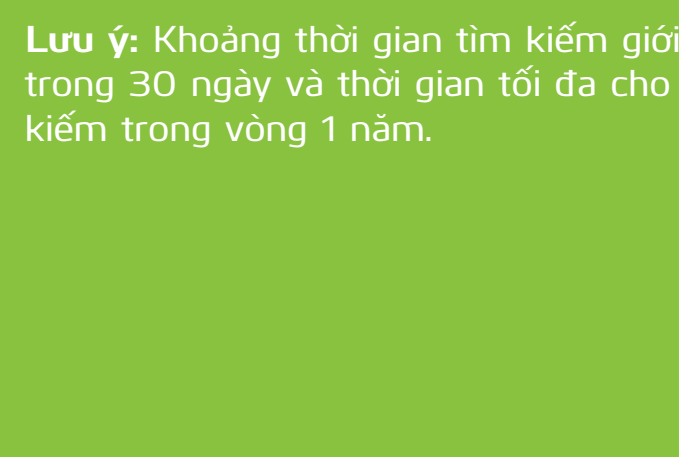 Lưu ý: Khoảng thời gian tìm kiếm giới
trong 30 ngày và thời gian tối đa cho
kiếm trong vòng 1 năm.